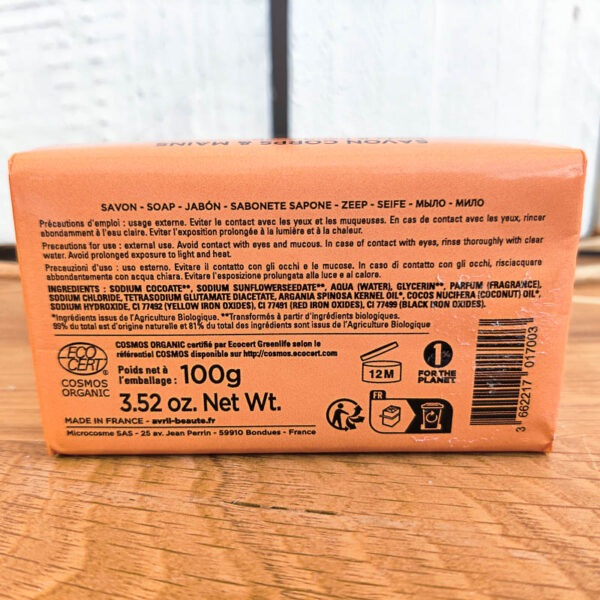 SAVON CORPS & MAINS
SAVON - SOAP - JABÓN - SABONETE SAPONE - ZEEP - SEIFE - МЫЛО - МИЛО
Précautions d'emploi : usage externe. Eviter le contact avec les yeux et les muqueuses. En cas de contact avec les yeux, rincer
abondamment à l'eau claire. Eviter l'exposition prolongée à la lumière et à la chaleur.
Precautions for use : external use. Avoid contact with eyes and mucous. In case of contact with eyes, rinse thoroughly with clear
water. Avoid prolonged exposure to light and heat.
Precauzioni d'uso : uso esterno. Evitare il contatto con gli occhi e le mucose. In caso di contatto con gli occhi, risciacquare
abbondantemente con acqua chiara. Evitare l'esposizione prolungata alla luce e al calore.
INGREDIENTS : SODIUM COCOATE**, SODIUM SUNFLOWERSEEDATE**, AQUA (WATER), GLYCERIN**, PARFUM (FRAGRANCE),
SODIUM CHLORIDE, TETRASODIUM GLUTAMATE DIACETATE, ARGANIA SPINOSA KERNEL OIL*, COCOS NUCIFERA (COCONUT) OIL*,
SODIUM HYDROXIDE, CI 77492 (YELLOW IRON OXIDES), CI 77491 (RED IRON OXIDES), CI 77499 (BLACK IRON OXIDES).
*Ingrédients issus de l'Agriculture Biologique. **Transformés à partir d'ingrédients biologiques.
99% du total est d'origine naturelle et 81% du total des ingrédients sont issus de l'Agriculture Biologique
ECO
CERT
COSMOS
ORGANIC
COSMOS ORGANIC certifié par Ecocert Greenlife selon le
référentiel COSMOS disponible sur http://cosmos.ecocert.com
Poids net à
l'emballage : 100g
3.52 oz. Net Wt.
12 M
1%
FOR THE
PLANET
FR
MADE IN FRANCE - avril-beaute.fr
Microcosme SAS - 25 av. Jean Perrin - 59910 Bondues - France
3 662217 017003